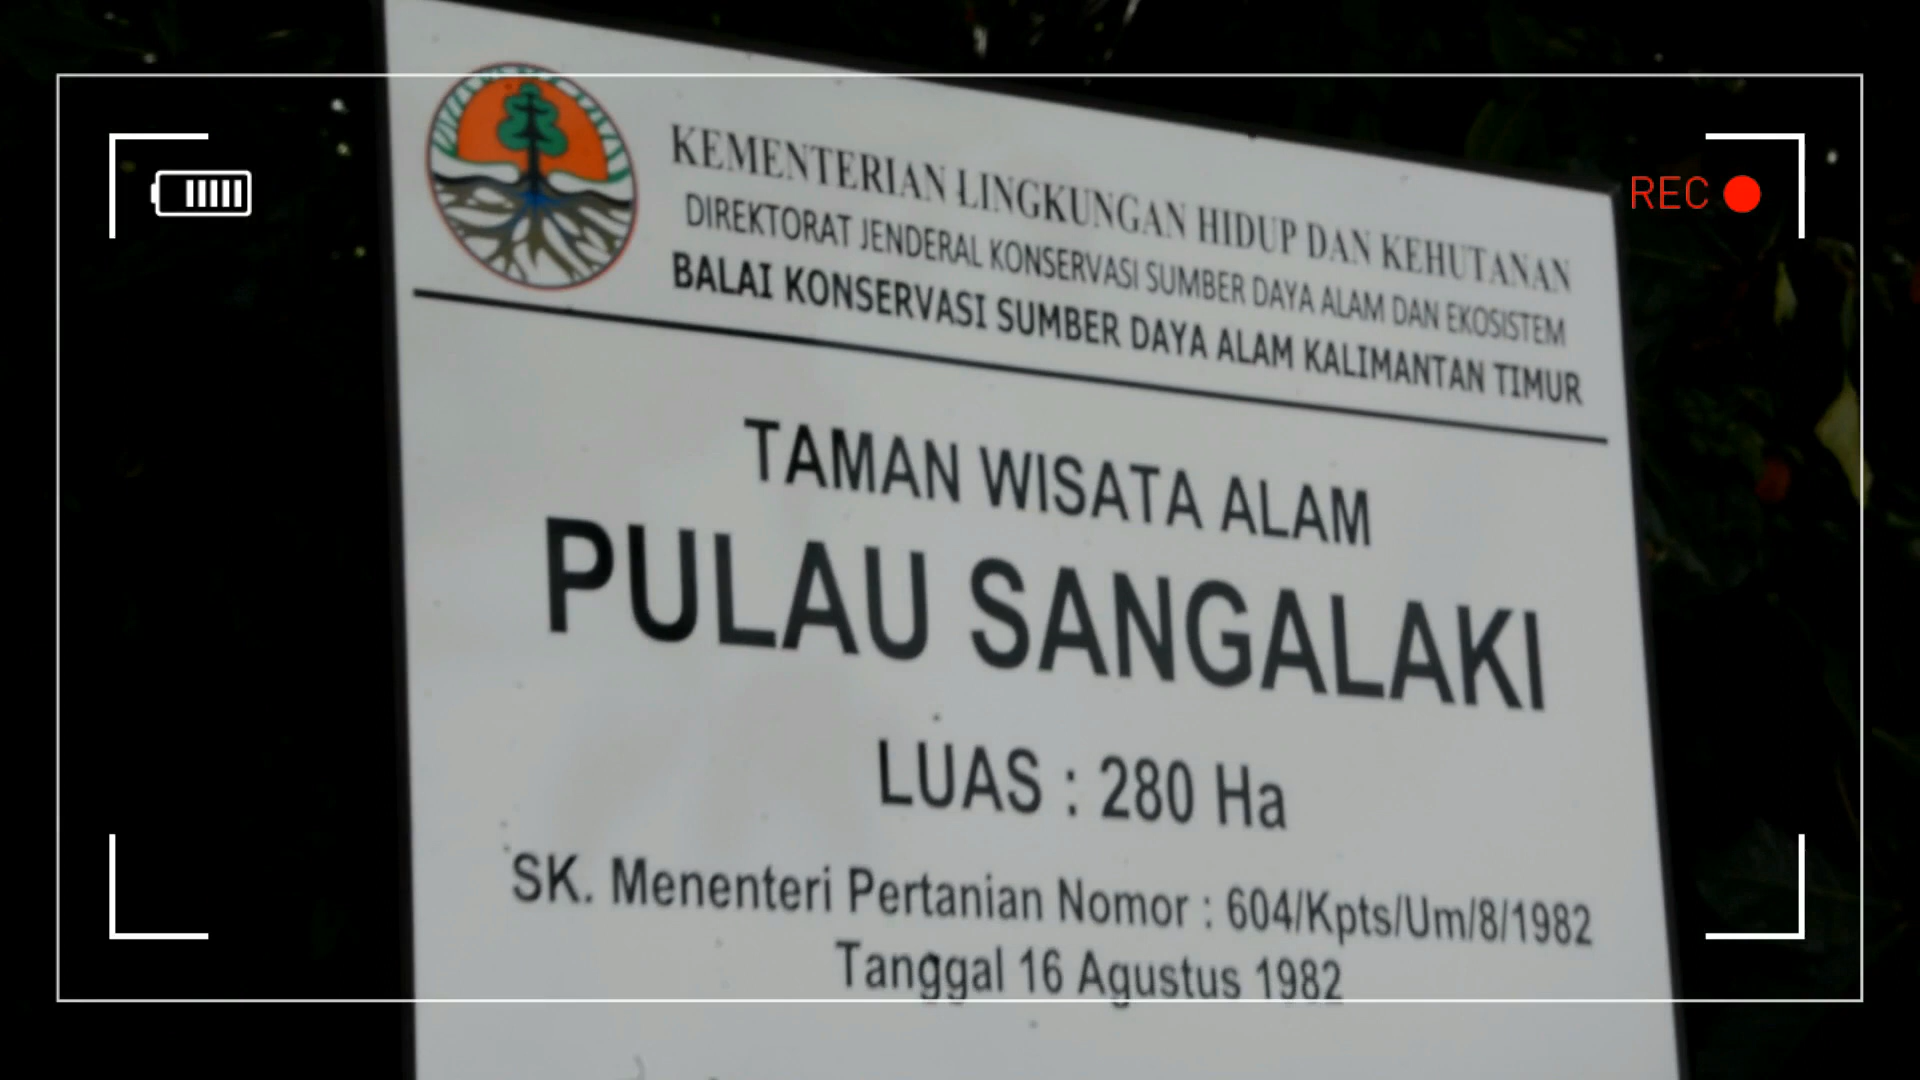 REC
KEMENTERIAN LINGKUNGAN HIDUP DAN KEHUTANAN
DIREKTORAT JENDERAL KONSERVASI SUMBER DAYA ALAM DAN EKOSISTEM
BALAI KONSERVASI SUMBER DAYA ALAM KALIMANTAN TIMUR
TAMAN WISATA ALAM
PULAU SANGALAKI
LUAS : 280 Ha
SK. Menenteri Pertanian Nomor : 604/Kpts/Um/8/1982
Tanggal 16 Agustus 1982